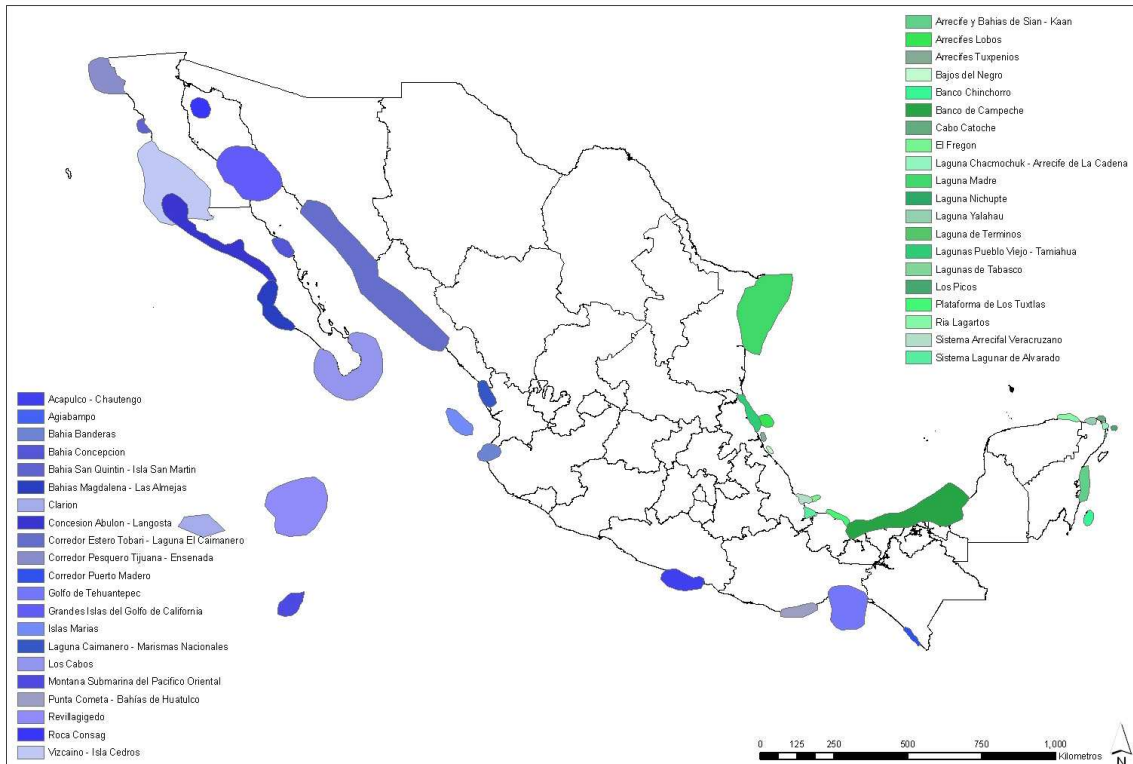 Arrecife y Bahias de Sian - Kaan
Arrecifes Lobos
Arrecifes Tuxpenios
Bajos del Negro
Banco Chinchorro
Banco de Campeche
Cabo Catoche
El Fregon
Laguna Chacmochuk - Arrecife de La Cadena
Laguna Madre
Laguna Nichupte
Laguna Yalahau
Laguna de Terminos
Lagunas Pueblo Viejo - Tamiahua
Lagunas de Tabasco
Los Picos
Plataforma de Los Tuxtlas
Ria Lagartos
Sistema Arrecifal Veracruzano
Sistema Lagunar de Alvarado
Acapulco - Chautengo
Agiabampo
Bahia Banderas
Bahia Concepcion
Bahia San Quintin - Isla San Martin
Bahias Magdalena - Las Almejas
Clarion
Concesion Abulon - Langosta
Corredor Estero Tobari - Laguna El Caimanero
Corredor Pesquero Tijuana - Ensenada
Corredor Puerto Madero
Golfo de Tehuantepec
Grandes Islas del Golfo de California
Islas Marias
Laguna Caimanero - Marismas Nacionales
Los Cabos
Montana Submarina del Pacifico Oriental
Punta Cometa - Bahías de Huatulco
Revillagigedo
Roca Consag
Vizcaino - Isla Cedros
0 125 250 500 750 1,000
Kilometros
N